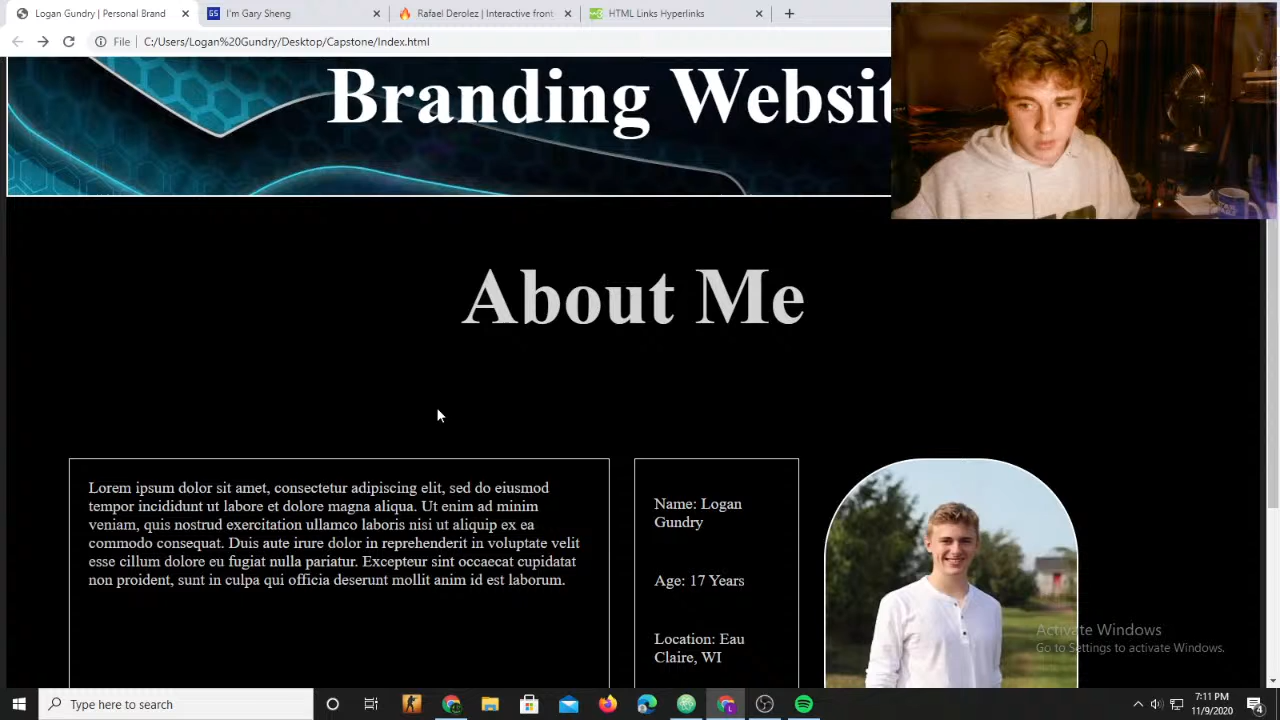 Logan Gundry | Personal Brand
I'm Gary Sheng
Rafael Derolez | Interactive front
HTML Links Hyperlinks
File
C:/Users/Logan%20Gundry/Desktop/Capstone/Index.html
Branding Websit
About Me
Lorem ipsum dolor sit amet, consectetur adipiscing elit, sed do eiusmod
tempor incididunt ut labore et dolore magna aliqua. Ut enim ad minim
veniam, quis nostrud exercitation ullamco laboris nisi ut aliquip ex ea
commodo consequat. Duis aute irure dolor in reprehenderit in voluptate velit
esse cillum dolore eu fugiat nulla pariatur. Excepteur sint occaecat cupidatat
non proident, sunt in culpa qui officia deserunt mollit anim id est laborum.
Name: Logan
Gundry
Age: 17 Years
Location: Eau
Claire, WI
Activate Windows
Go to Settings to activate Windows.
Type here to search
7:11 PM
11/9/2020
4